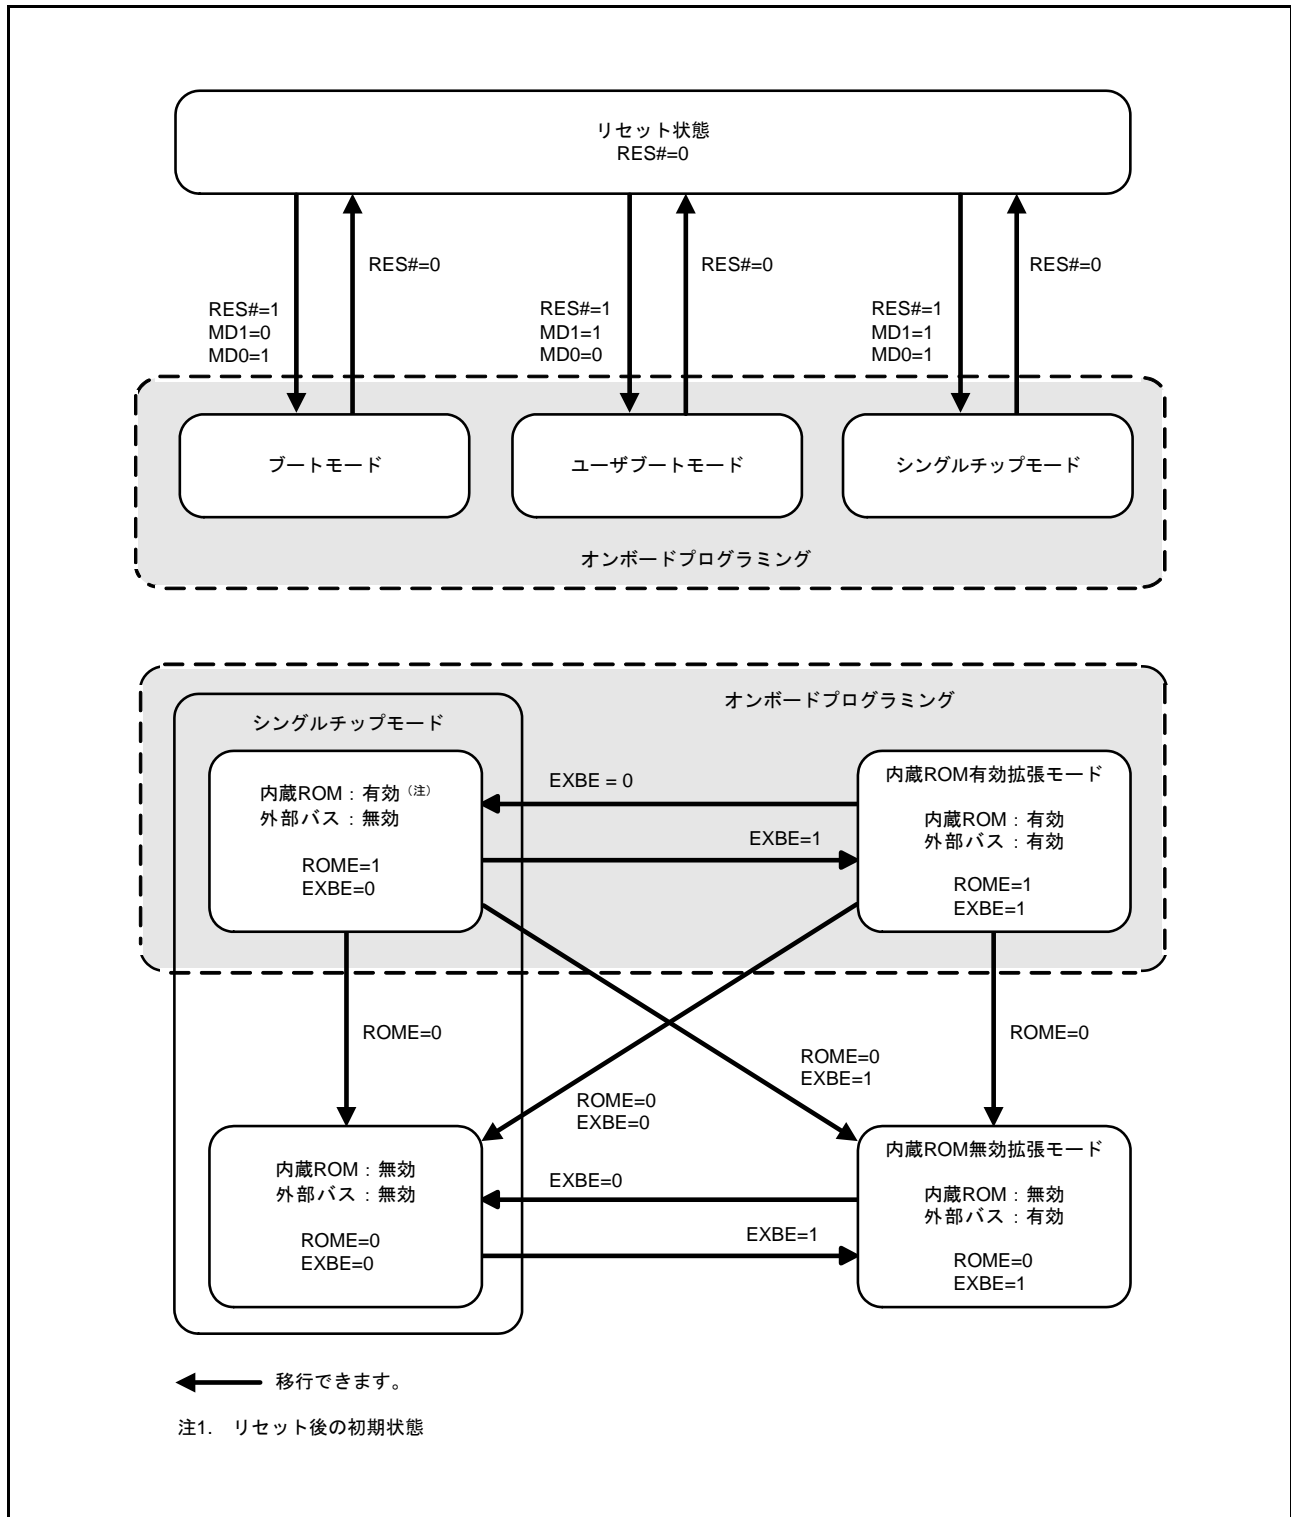 リセット状態
RES#=0
RES#=0
RES#=0
RES#=0
RES#=1
MD1=0
MD0=1
RES#=1
MD1=1
MD0=0
RES#=1
MD1=1
MD0=1
ブートモード
ユーザブートモード
シングルチップモード
オンボードプログラミング
オンボードプログラミング
シングルチップモード
内蔵ROM：有効（注）
外部バス：無効
ROME=1
EXBE=0
EXBE = 0
EXBE=1
内蔵ROM有効拡張モード
内蔵ROM：有効
外部バス：有効
ROME=1
EXBE=1
ROME=0
ROME=0
EXBE=0
ROME=0
EXBE=1
ROME=0
内蔵ROM：無効
外部バス：無効
ROME=0
EXBE=0
EXBE=0
EXBE=1
内蔵ROM無効拡張モード
内蔵ROM：無効
外部バス：有効
ROME=0
EXBE=1
移行できます。
注1. リセット後の初期状態